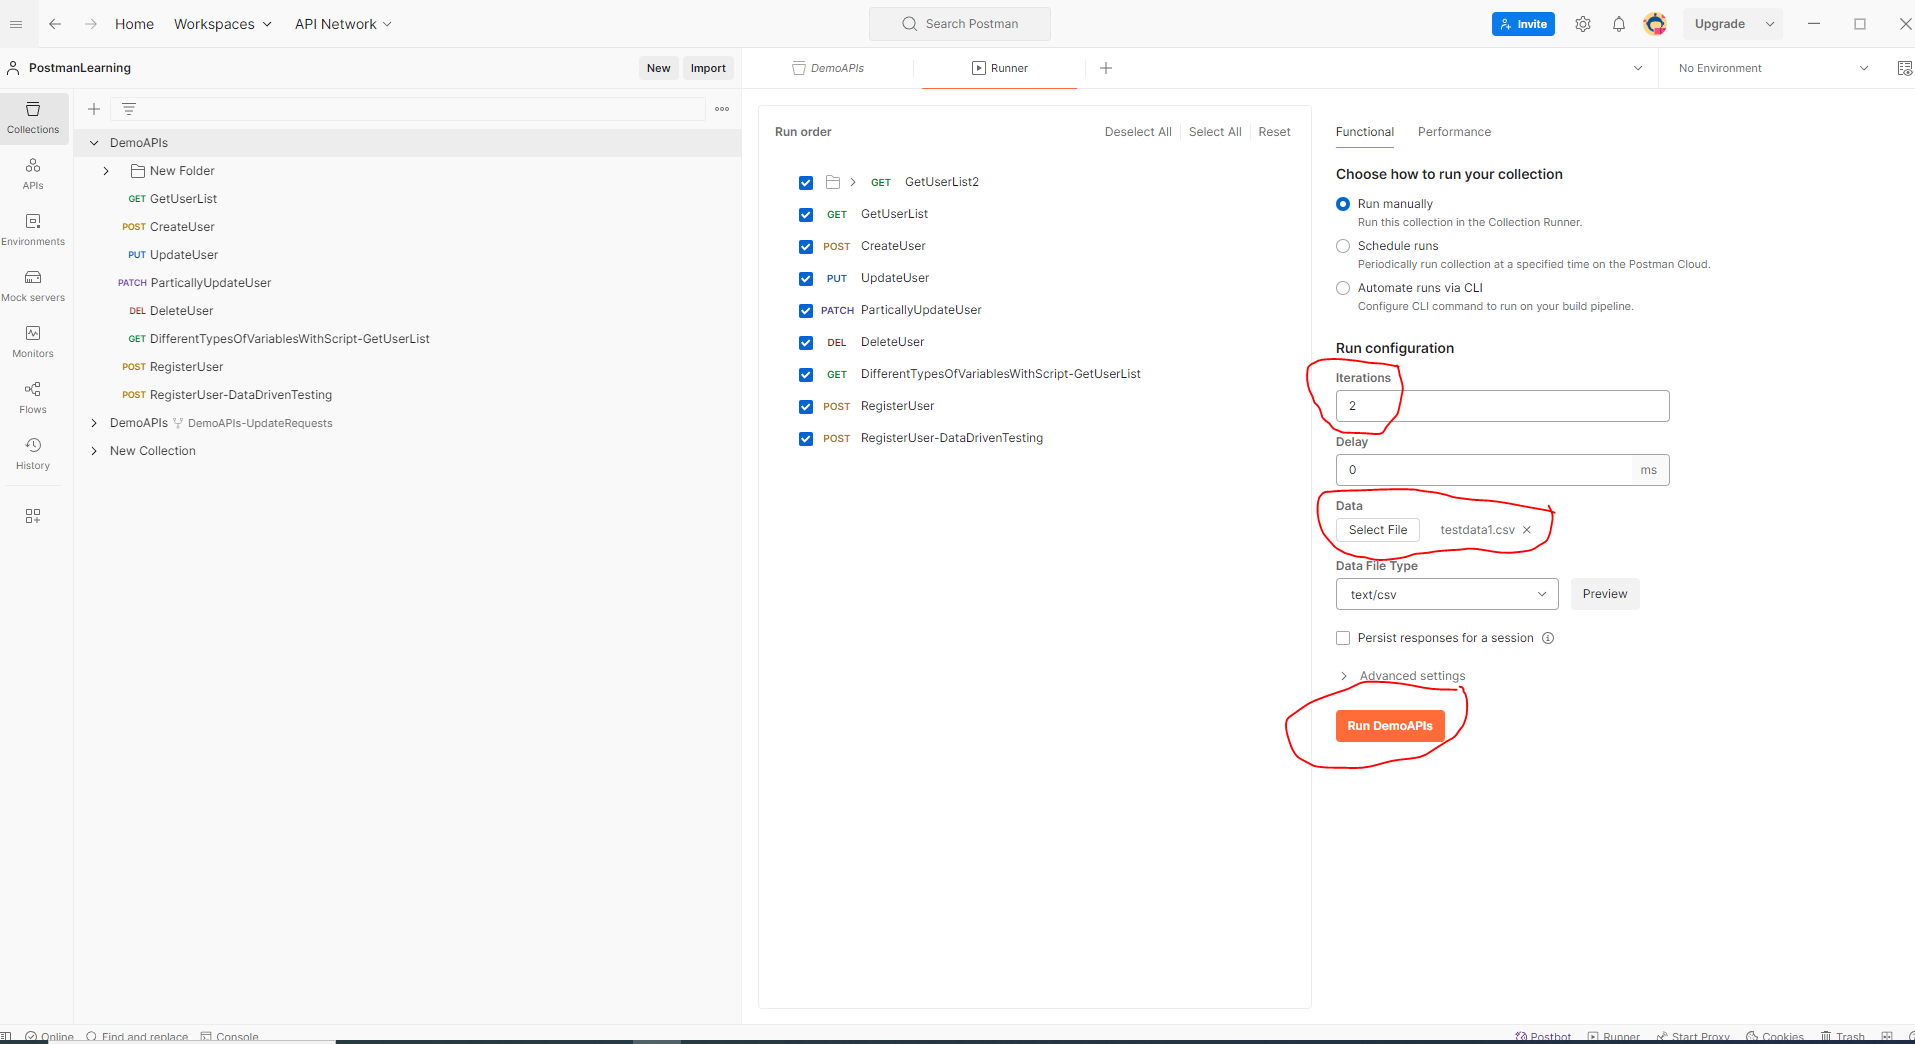 Home Workspaces API Network Search Postman Invite Upgrade
PostmanLearning New Import DemoAPIs Runner No Environment
Collections
APIs
Environments
Mock servers
Monitors
Flows
History
DemoAPIs
New Folder
GET GetUserList
POST CreateUser
PUT UpdateUser
PATCH ParticallyUpdateUser
DEL DeleteUser
GET DifferentTypesOfVariablesWithScript-GetUserList
POST RegisterUser
POST RegisterUser-DataDrivenTesting
DemoAPIs DemoAPIs-UpdateRequests
New Collection
Run order Deselect All Select All Reset
GET GetUserList2
GET GetUserList
POST CreateUser
PUT UpdateUser
PATCH ParticallyUpdateUser
DEL DeleteUser
GET DifferentTypesOfVariablesWithScript-GetUserList
POST RegisterUser
POST RegisterUser-DataDrivenTesting
Functional Performance
Choose how to run your collection
Run manually
Run this collection in the Collection Runner.
Schedule runs
Periodically run collection at a specified time on the Postman Cloud.
Automate runs via CLI
Configure CLI command to run on your build pipeline.
Run configuration
Iterations
2
Delay
0 ms
Data
Select File testdata1.csv
Data File Type
text/csv Preview
Persist responses for a session
Advanced settings
Run DemoAPIs
Online Find and replace Console Postbot Runner Start Proxy Cookies Trash